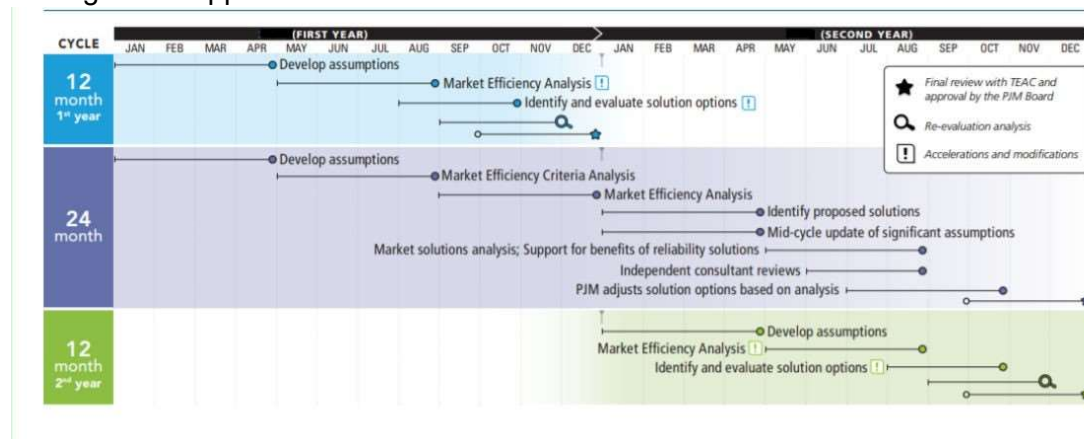 (FIRST YEAR) (SECOND YEAR)
CYCLE JAN FEB MAR APR MAY JUN JUL AUG SEP OCT NOV DEC JAN FEB MAR APR MAY JUN JUL AUG SEP OCT NOV DEC
12
month
1st year
Develop assumptions
Market Efficiency Analysis !
Identify and evaluate solution options !
Final review with TEAC and
approval by the PJM Board
Re-evaluation analysis
! Accelerations and modifications
24
month
Develop assumptions
Market Efficiency Criteria Analysis
Market Efficiency Analysis
Identify proposed solutions
Mid-cycle update of significant assumptions
Market solutions analysis; Support for benefits of reliability solutions
Independent consultant reviews
PJM adjusts solution options based on analysis
12
month
2nd year
Develop assumptions
Market Efficiency Analysis !
Identify and evaluate solution options !